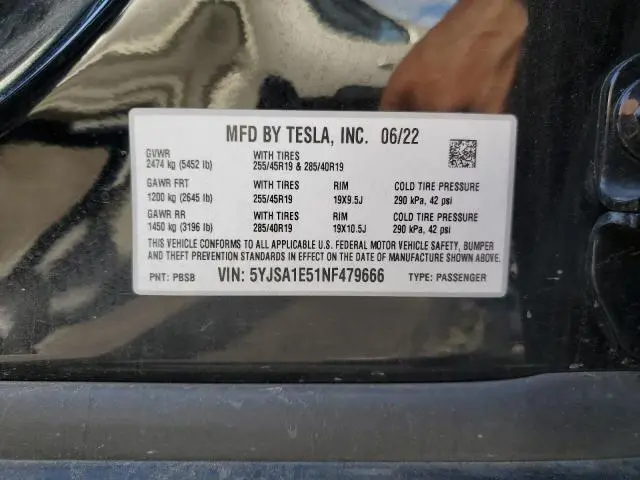 MFD BY TESLA, INC. 06/22
GVWR WITH TIRES
2474 kg (5452 lb) 255/45R19 & 285/40R19
GAWR FRT WITH TIRES RIM COLD TIRE PRESSURE
1200 kg (2645 lb) 255/45R19 19X9.5J 290 kPa, 42 psi
GAWR RR WITH TIRES RIM COLD TIRE PRESSURE
1450 kg (3196 lb) 285/40R19 19X10.5J 290 kPa, 42 psi
THIS VEHICLE CONFORMS TO ALL APPLICABLE U.S. FEDERAL MOTOR VEHICLE SAFETY, BUMPER
AND THEFT PREVENTION STANDARDS IN EFFECT ON THE DATE OF MANUFACTURE SHOWN ABOVE.
PNT: PBSB VIN: 5YJSA1E51NF479666 TYPE: PASSENGER